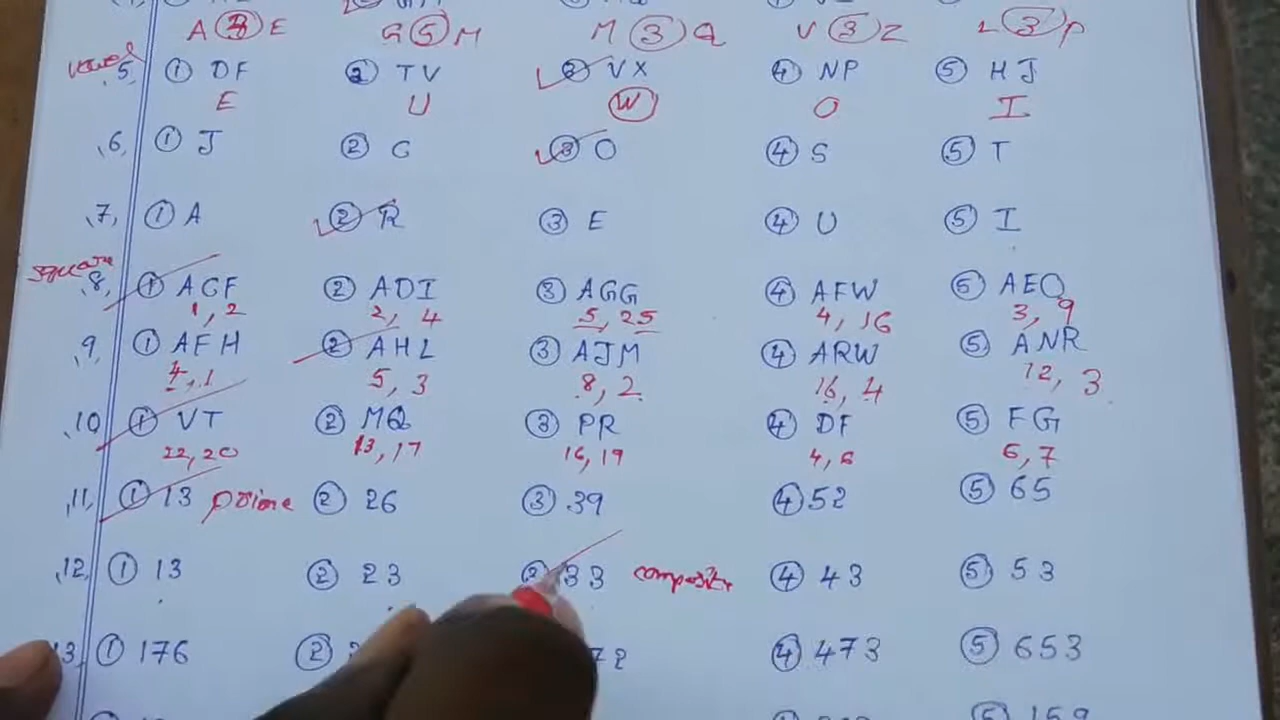 A ③ E G ⑤ M M ③ Q V ③ Z L ③ P
vowel
5, ① DF ② TV ③ VX ④ NP ⑤ HJ
E U W O I
6, ① J ② G ③ O ④ S ⑤ T
7, ① A ② R ③ E ④ U ⑤ I
square
8, ① ACF ② ADI ③ AGG ④ AFW ⑤ AEO
1, 2 2, 4 5, 25 4, 16 3, 9
9, ① AFH ② AHL ③ AJM ④ ARW ⑤ ANR
4, 1 5, 3 8, 2 16, 4 12, 3
10, ① VT ② MQ ③ PR ④ DF ⑤ FG
22, 20 13, 17 16, 19 4, 6 6, 7
11, ① 13 prime ② 26 ③ 39 ④ 52 ⑤ 65
12, ① 13 ② 23 33 composite ④ 43 ⑤ 53
13, ① 176 ② ④ 473 ⑤ 653
⑤ 159